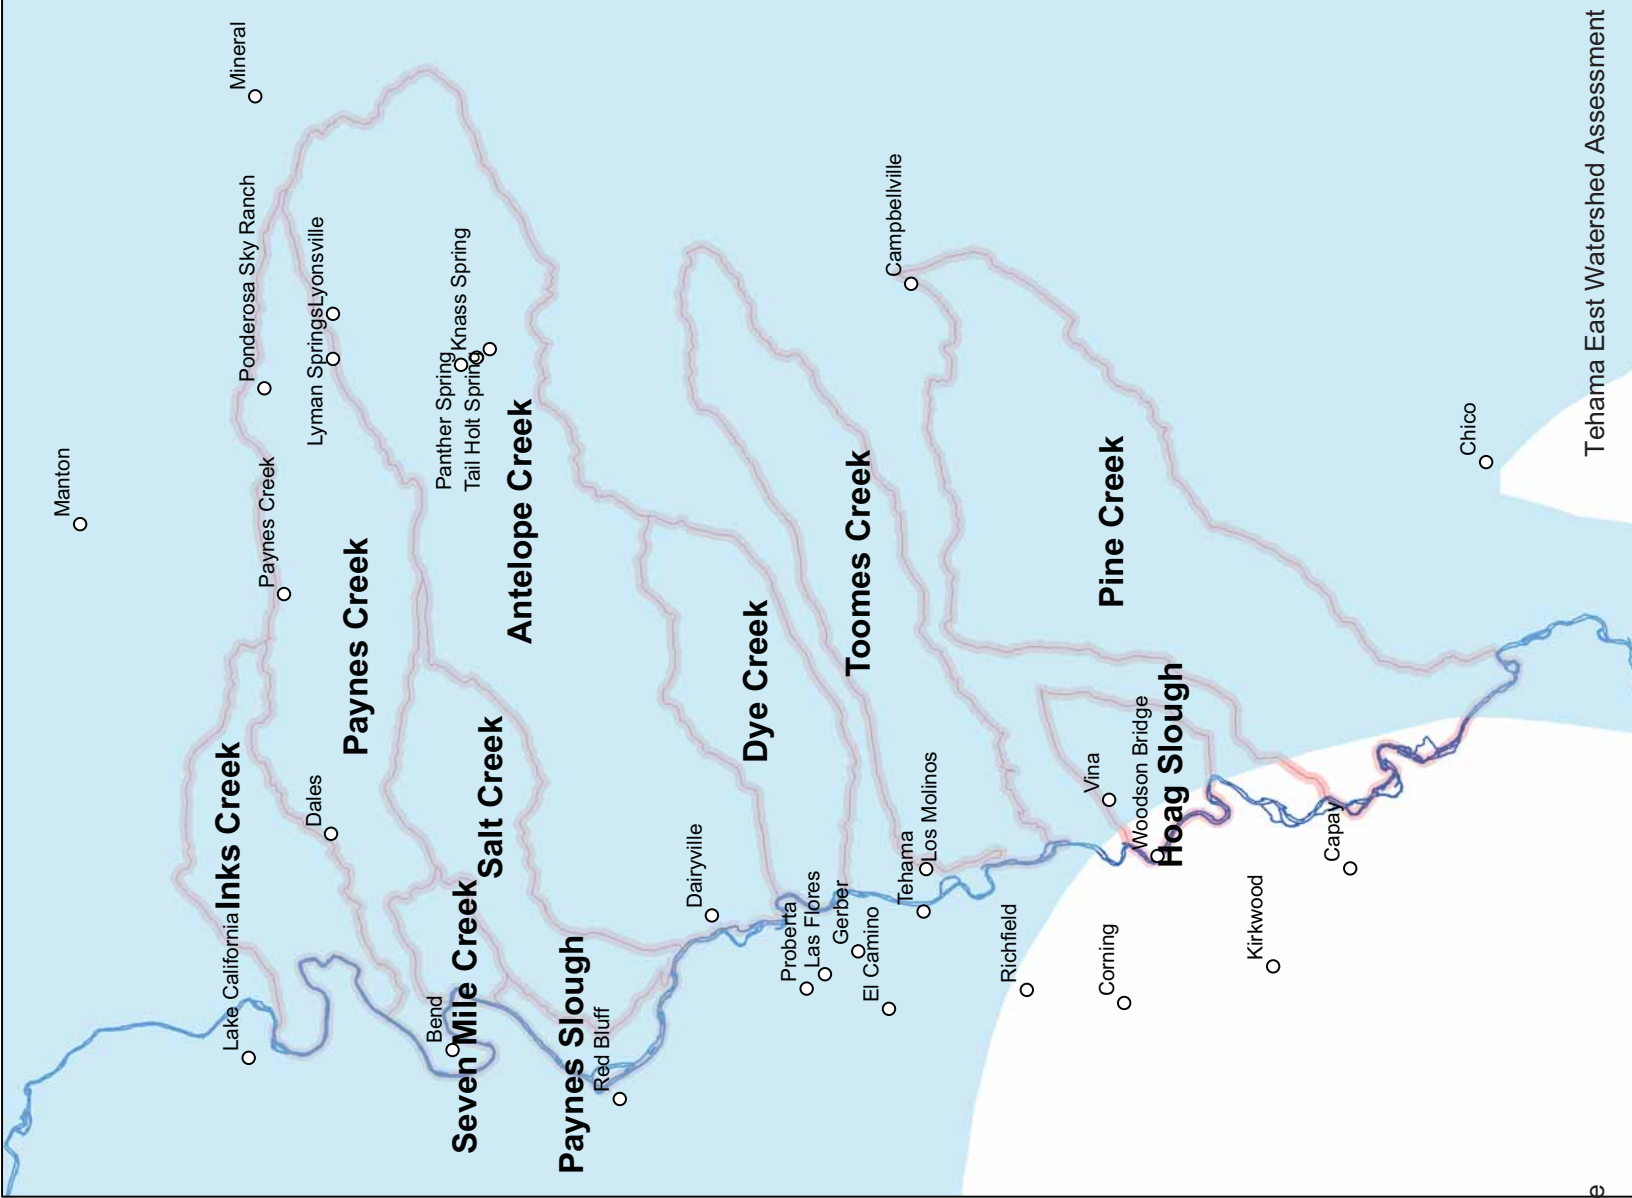 Manton
Mineral
Ponderosa Sky Ranch
Paynes Creek
Lyonsville
Lyman Springs
Inks Creek
Lake California
Dales
Paynes Creek
Knass Spring
Panther Spring
Tail Holt Spring
Antelope Creek
Salt Creek
Bend
Seven Mile Creek
Paynes Slough
Red Bluff
Dairyville
Dye Creek
Proberta
Las Flores
Gerber
El Camino
Toomes Creek
Campbellville
Tehama
Los Molinos
Richfield
Vina
Corning
Pine Creek
Woodson Bridge
Hoag Slough
Kirkwood
Capay
Chico
Tehama East Watershed Assessment
e